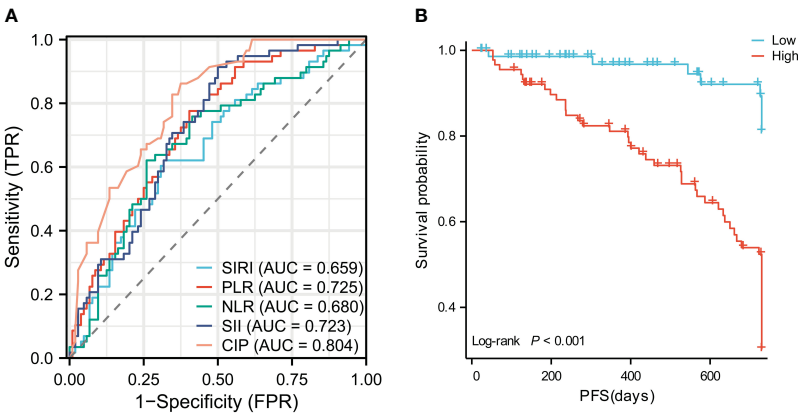 A
1.0
0.8
0.6
0.4
0.2
0.0
Sensitivity (TPR)
SIRI (AUC = 0.659)
PLR (AUC = 0.725)
NLR (AUC = 0.680)
SII (AUC = 0.723)
CIP (AUC = 0.804)
0.00
0.25
0.50
0.75
1.00
1−Specificity (FPR)
B
Low
High
1.0
0.8
0.6
0.4
Survival probability
Log-rank P < 0.001
0
200
400
600
PFS(days)